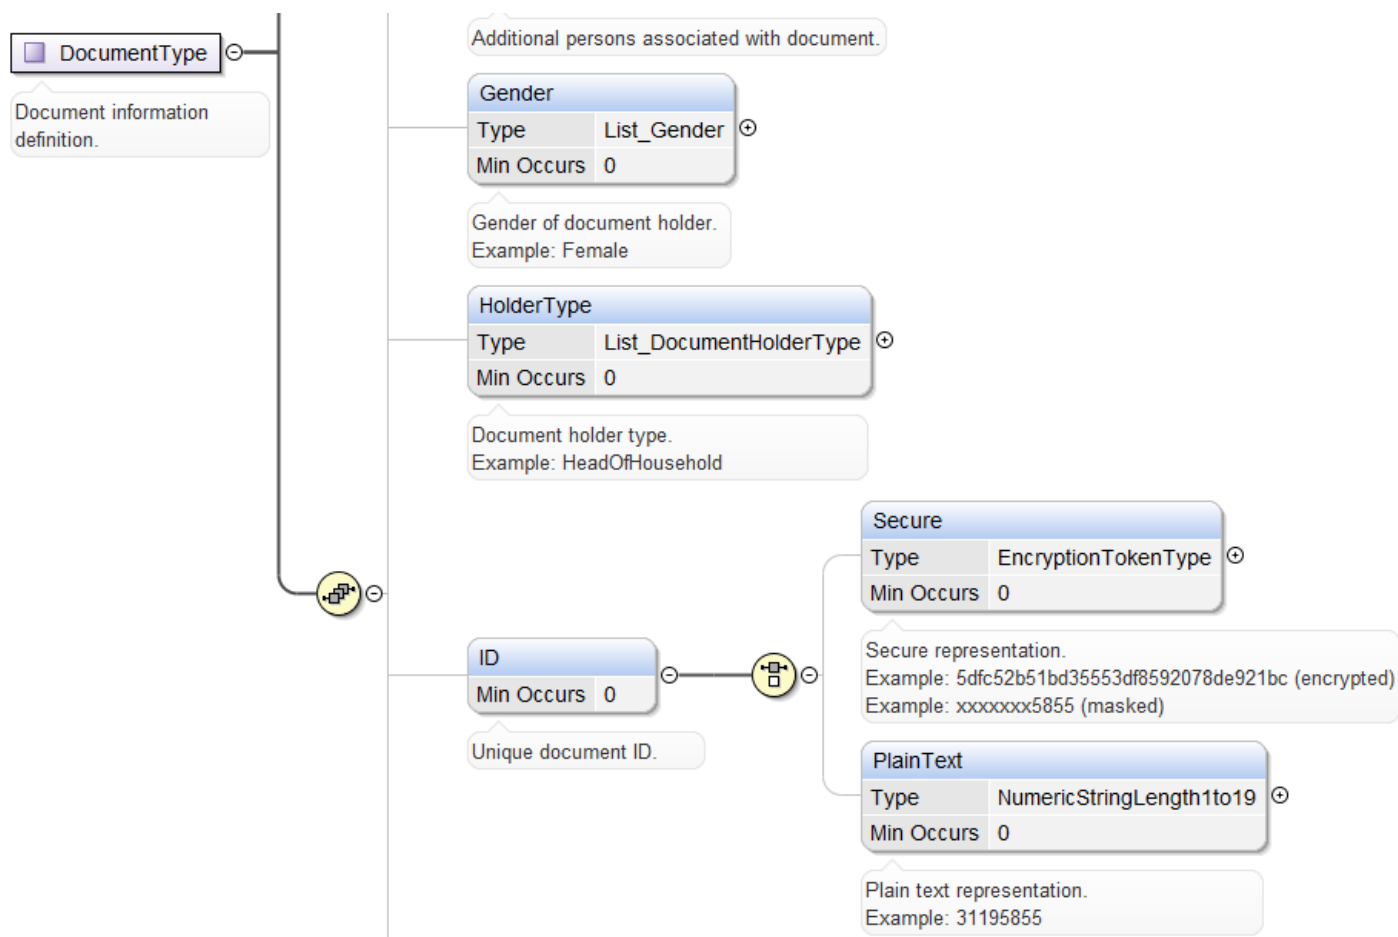 DocumentType
Document information
definition.
Additional persons associated with document.
Gender
Type List_Gender
Min Occurs 0
Gender of document holder.
Example: Female
HolderType
Type List_DocumentHolderType
Min Occurs 0
Document holder type.
Example: HeadOfHousehold
ID
Min Occurs 0
Unique document ID.
Secure
Type EncryptionTokenType
Min Occurs 0
Secure representation.
Example: 5dfc52b51bd35553df8592078de921bc (encrypted)
Example: xxxxxxx5855 (masked)
PlainText
Type NumericStringLength1to19
Min Occurs 0
Plain text representation.
Example: 31195855